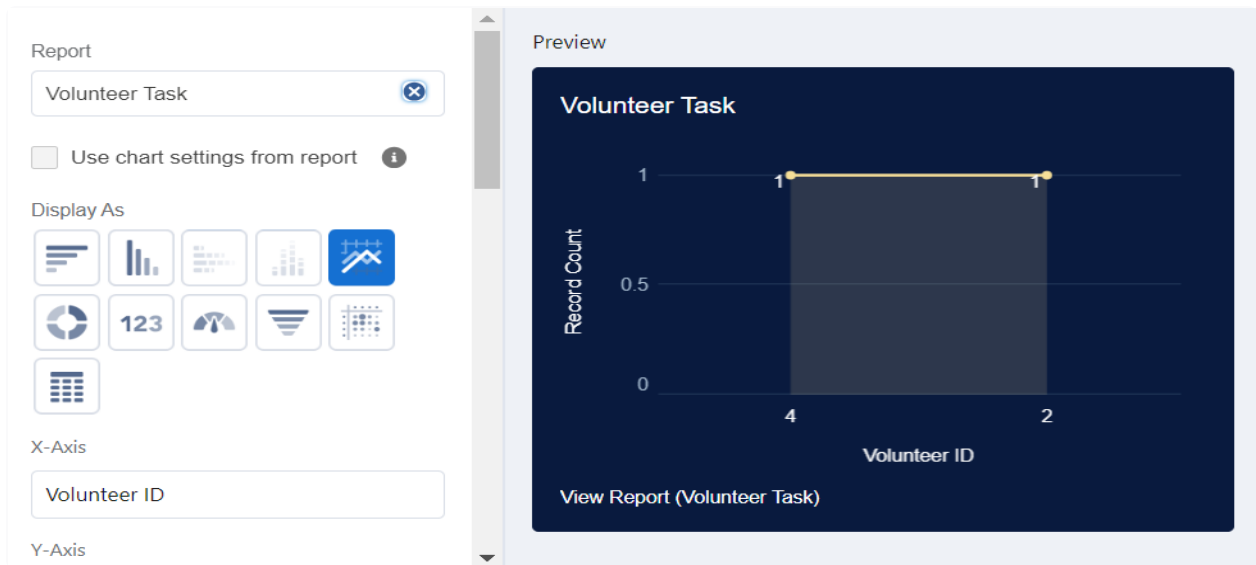 Report
Volunteer Task
Use chart settings from report
Display As
123
X-Axis
Volunteer ID
Y-Axis
Preview
Volunteer Task
Record Count
1
0.5
0
1
1
4
2
Volunteer ID
View Report (Volunteer Task)